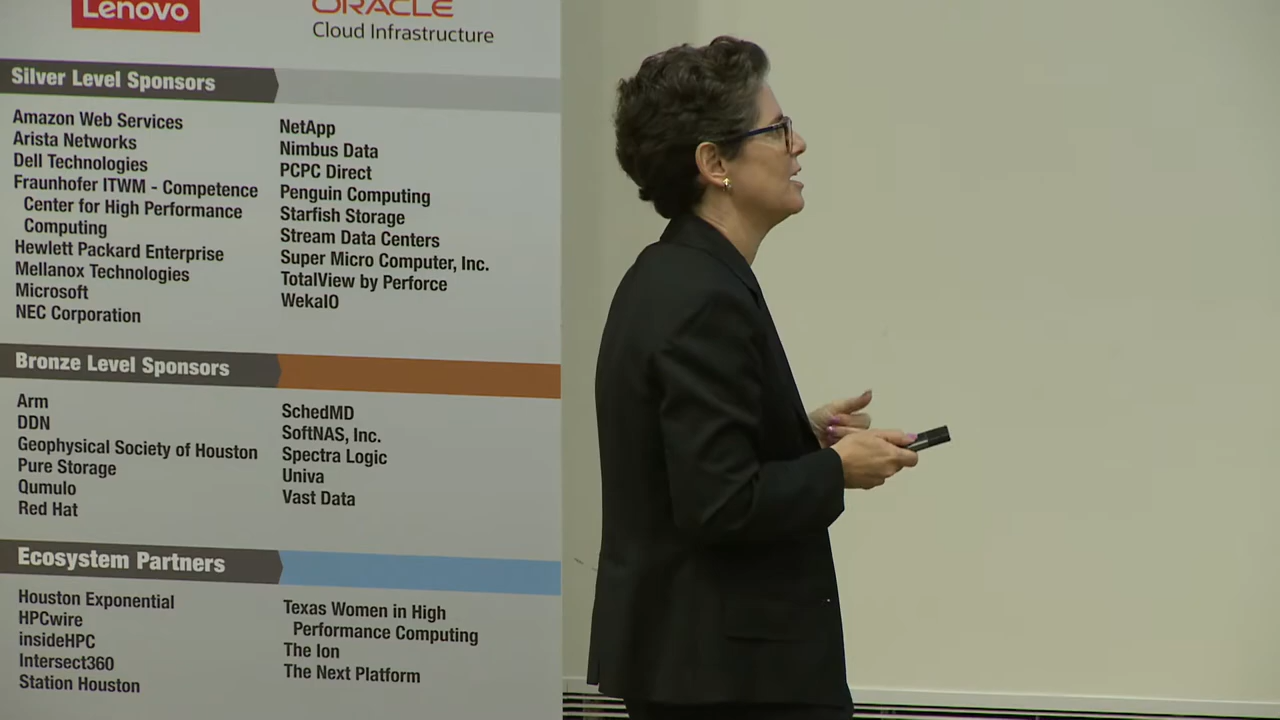 Lenovo
ORACLE
Cloud Infrastructure
Silver Level Sponsors
Amazon Web Services
Arista Networks
Dell Technologies
Fraunhofer ITWM - Competence
Center for High Performance
Computing
Hewlett Packard Enterprise
Mellanox Technologies
Microsoft
NEC Corporation
NetApp
Nimbus Data
PCPC Direct
Penguin Computing
Starfish Storage
Stream Data Centers
Super Micro Computer, Inc.
TotalView by Perforce
WekaIO
Bronze Level Sponsors
Arm
DDN
Geophysical Society of Houston
Pure Storage
Qumulo
Red Hat
SchedMD
SoftNAS, Inc.
Spectra Logic
Univa
Vast Data
Ecosystem Partners
Houston Exponential
HPCwire
insideHPC
Intersect360
Station Houston
Texas Women in High
Performance Computing
The Ion
The Next Platform